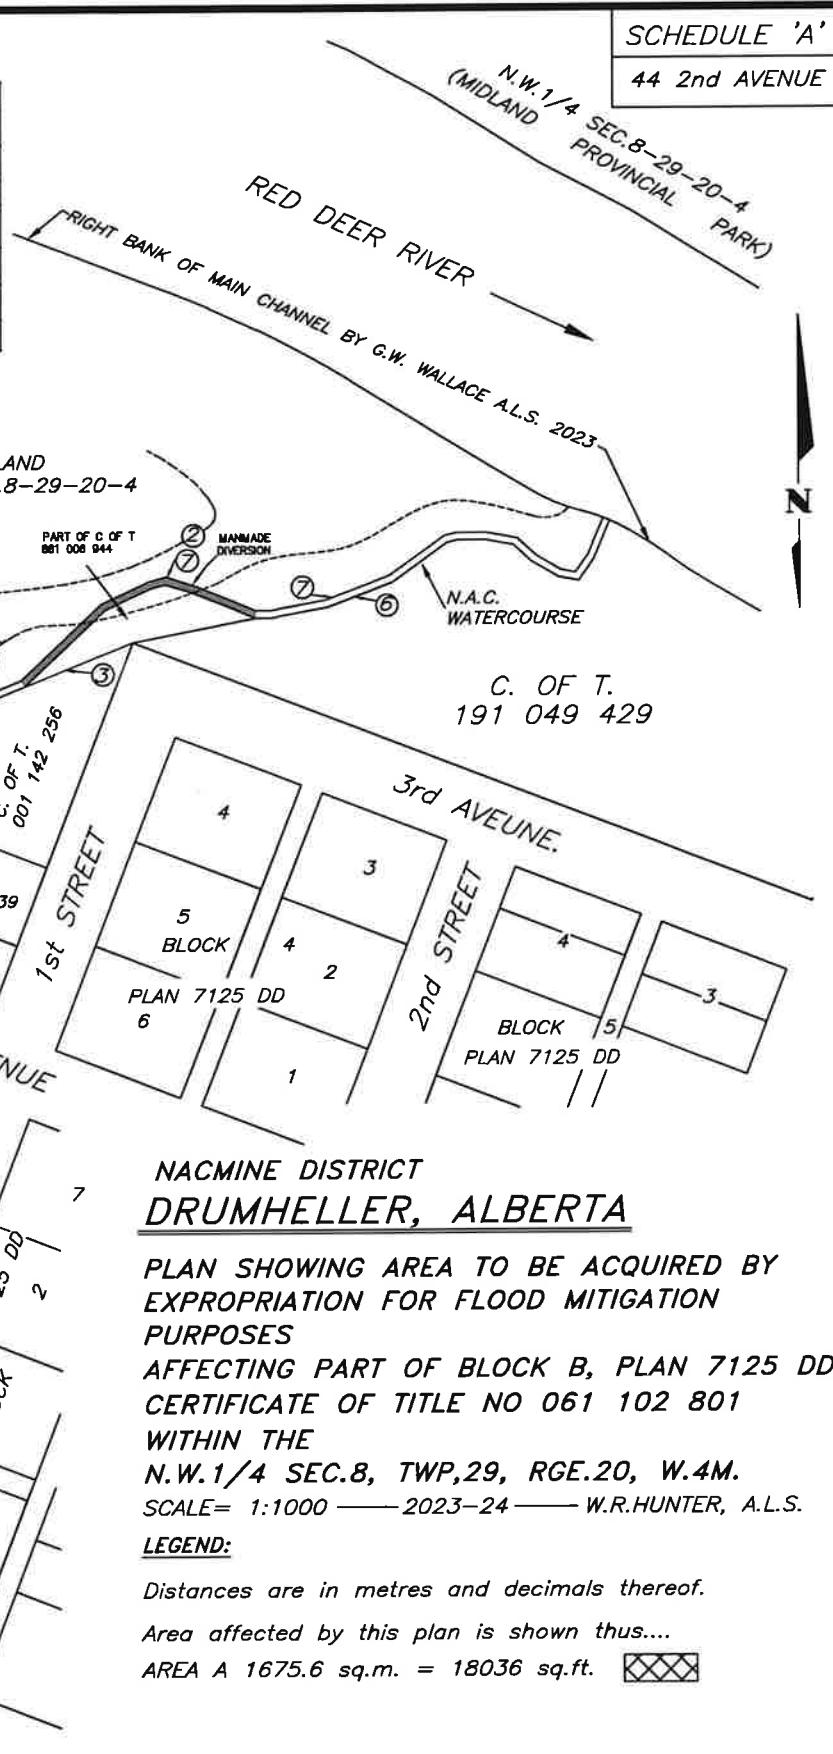 SCHEDULE 'A'
44 2nd AVENUE
N.W.1/4 SEC.8-29-20-4
(MIDLAND PROVINCIAL PARK)
RED DEER RIVER
RIGHT BANK OF MAIN CHANNEL BY G.W. WALLACE A.L.S. 2023
AND
.8-29-20-4
PART OF C OF T
2
MANMADE
DIVERSION
7
7
6
N.A.C.
WATERCOURSE
3
N
C. OF T.
191 049 429
C. OF T.
001 142 256
3rd AVEUNE.
4
3
39
1st STREET
5
BLOCK 4
2
2nd STREET
4
3
PLAN 7125 DD
6
1
BLOCK 5
PLAN 7125 DD
NUE
7
DD
2
NACMINE DISTRICT
DRUMHELLER, ALBERTA
PLAN SHOWING AREA TO BE ACQUIRED BY
EXPROPRIATION FOR FLOOD MITIGATION
PURPOSES
AFFECTING PART OF BLOCK B, PLAN 7125 DD
CERTIFICATE OF TITLE NO 061 102 801
WITHIN THE
N.W.1/4 SEC.8, TWP,29, RGE.20, W.4M.
SCALE= 1:1000 —— 2023-24 —— W.R.HUNTER, A.L.S.
LEGEND:
Distances are in metres and decimals thereof.
Area affected by this plan is shown thus....
AREA A 1675.6 sq.m. = 18036 sq.ft.